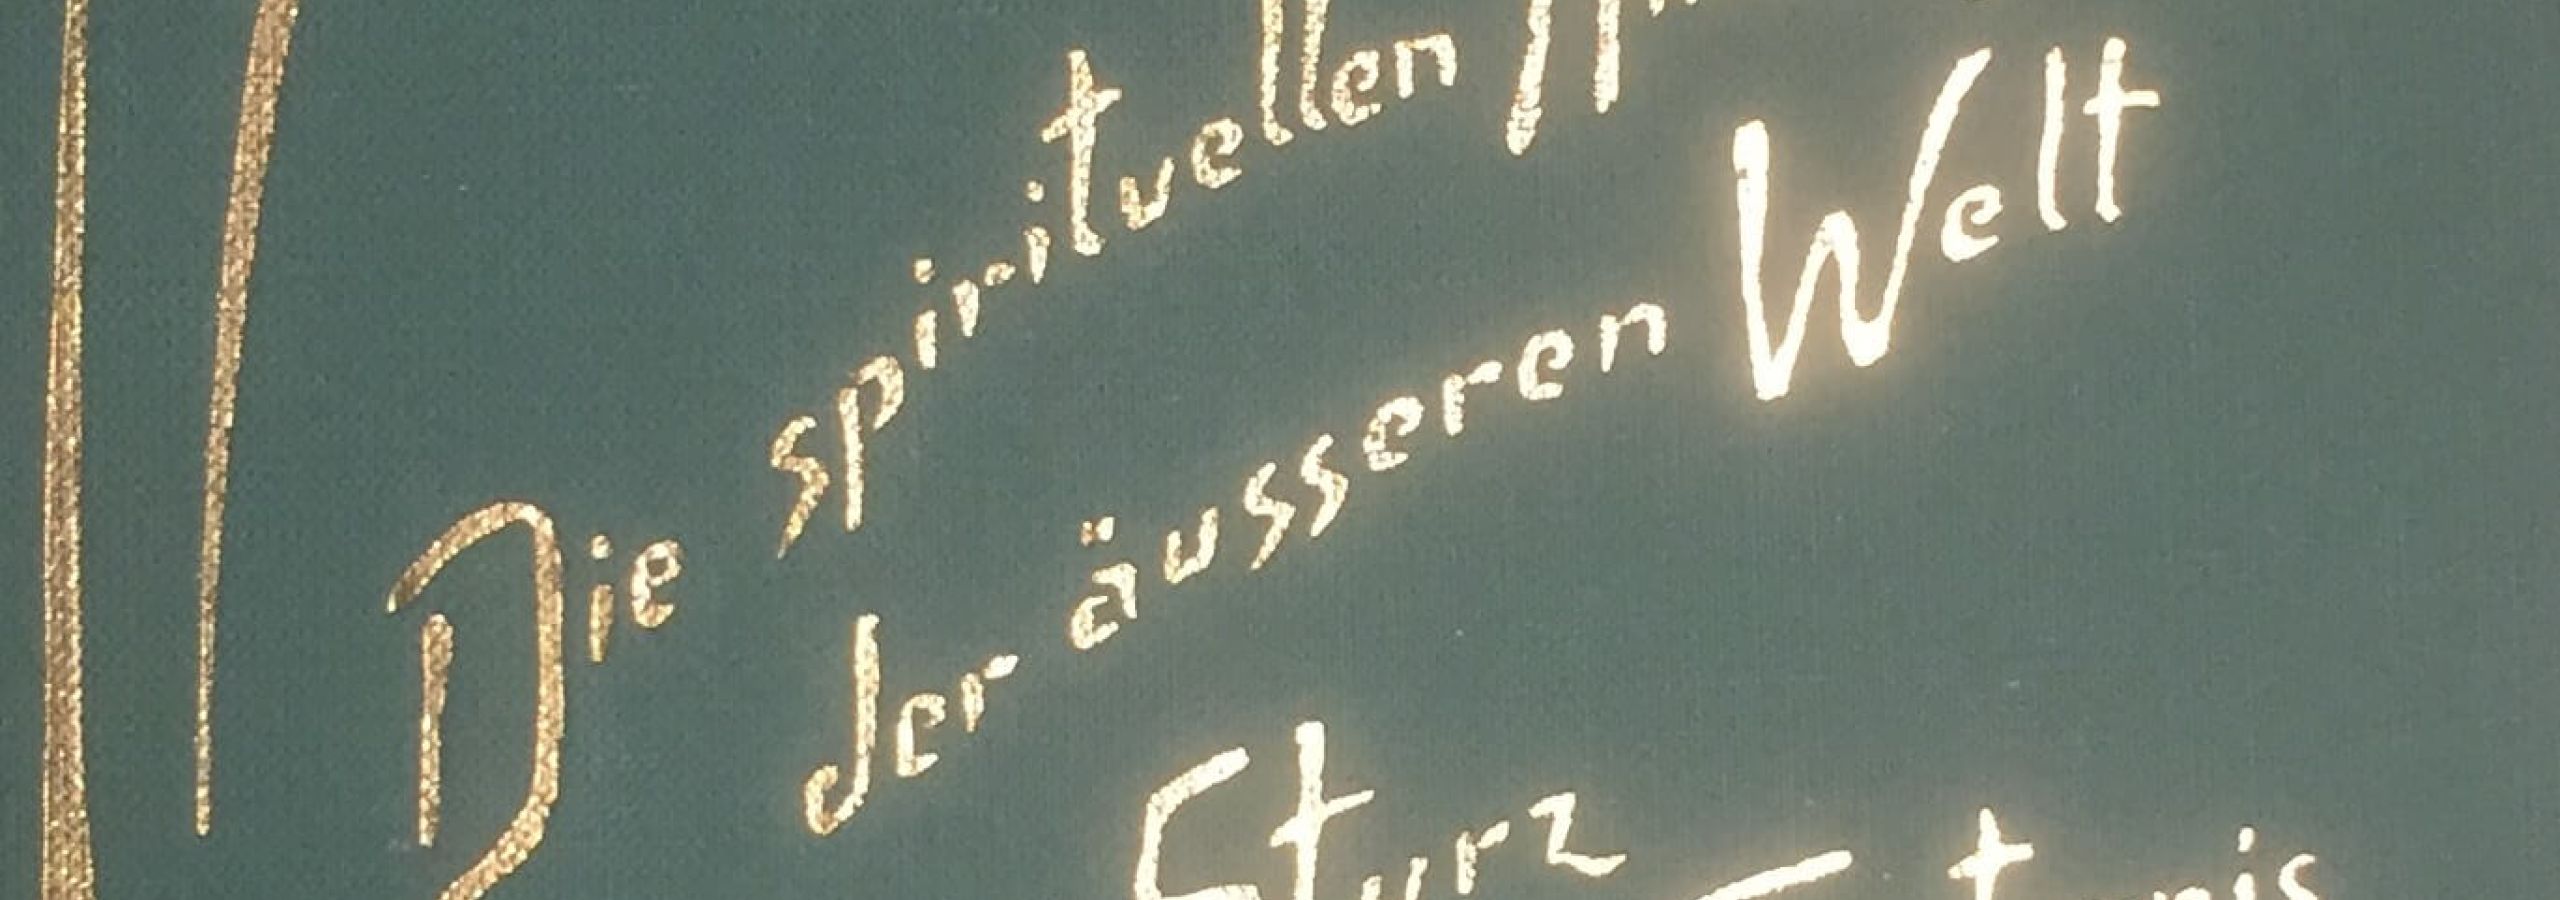 Die spirituellen
der äusseren Welt
Sturz